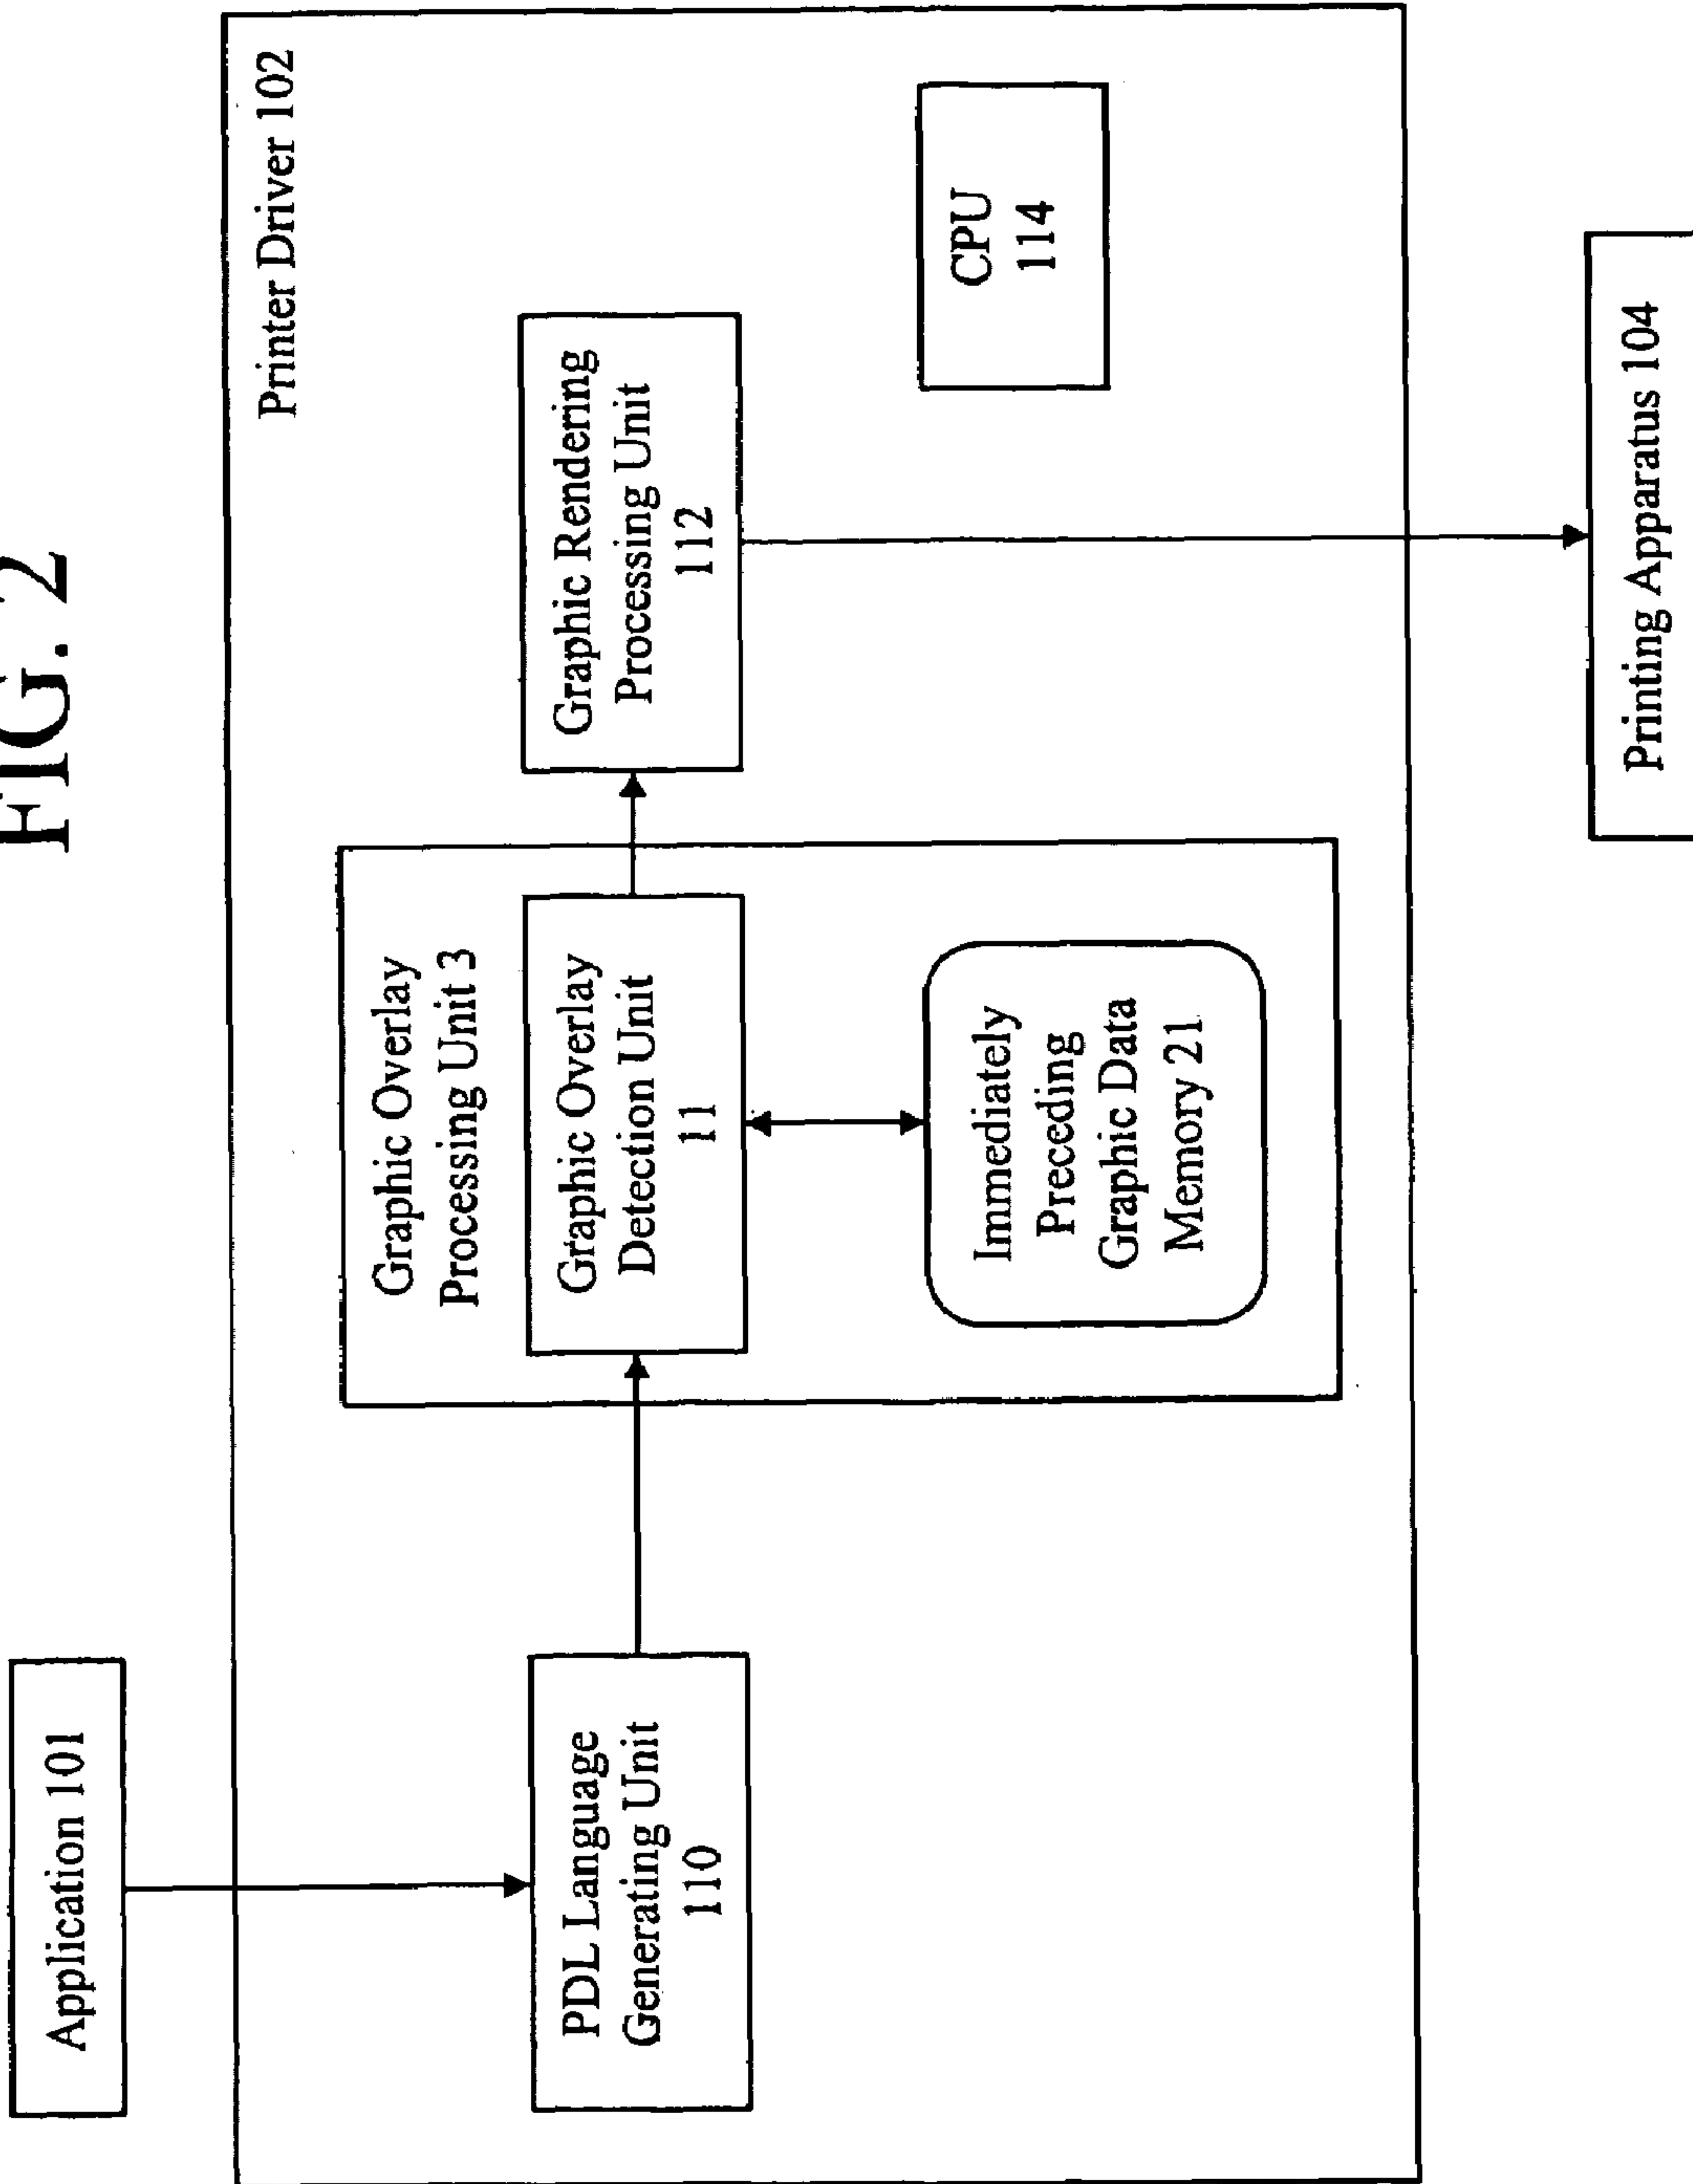 FIG. 2
Application 101
Printer Driver 102
PDL Language
Generating Unit
110
Graphic Overlay
Processing Unit 3
Graphic Overlay
Detection Unit
11
Immediately
Preceding
Graphic Data
Memory 21
Graphic Rendering
Processing Unit
112
CPU
114
Printing Apparatus 104